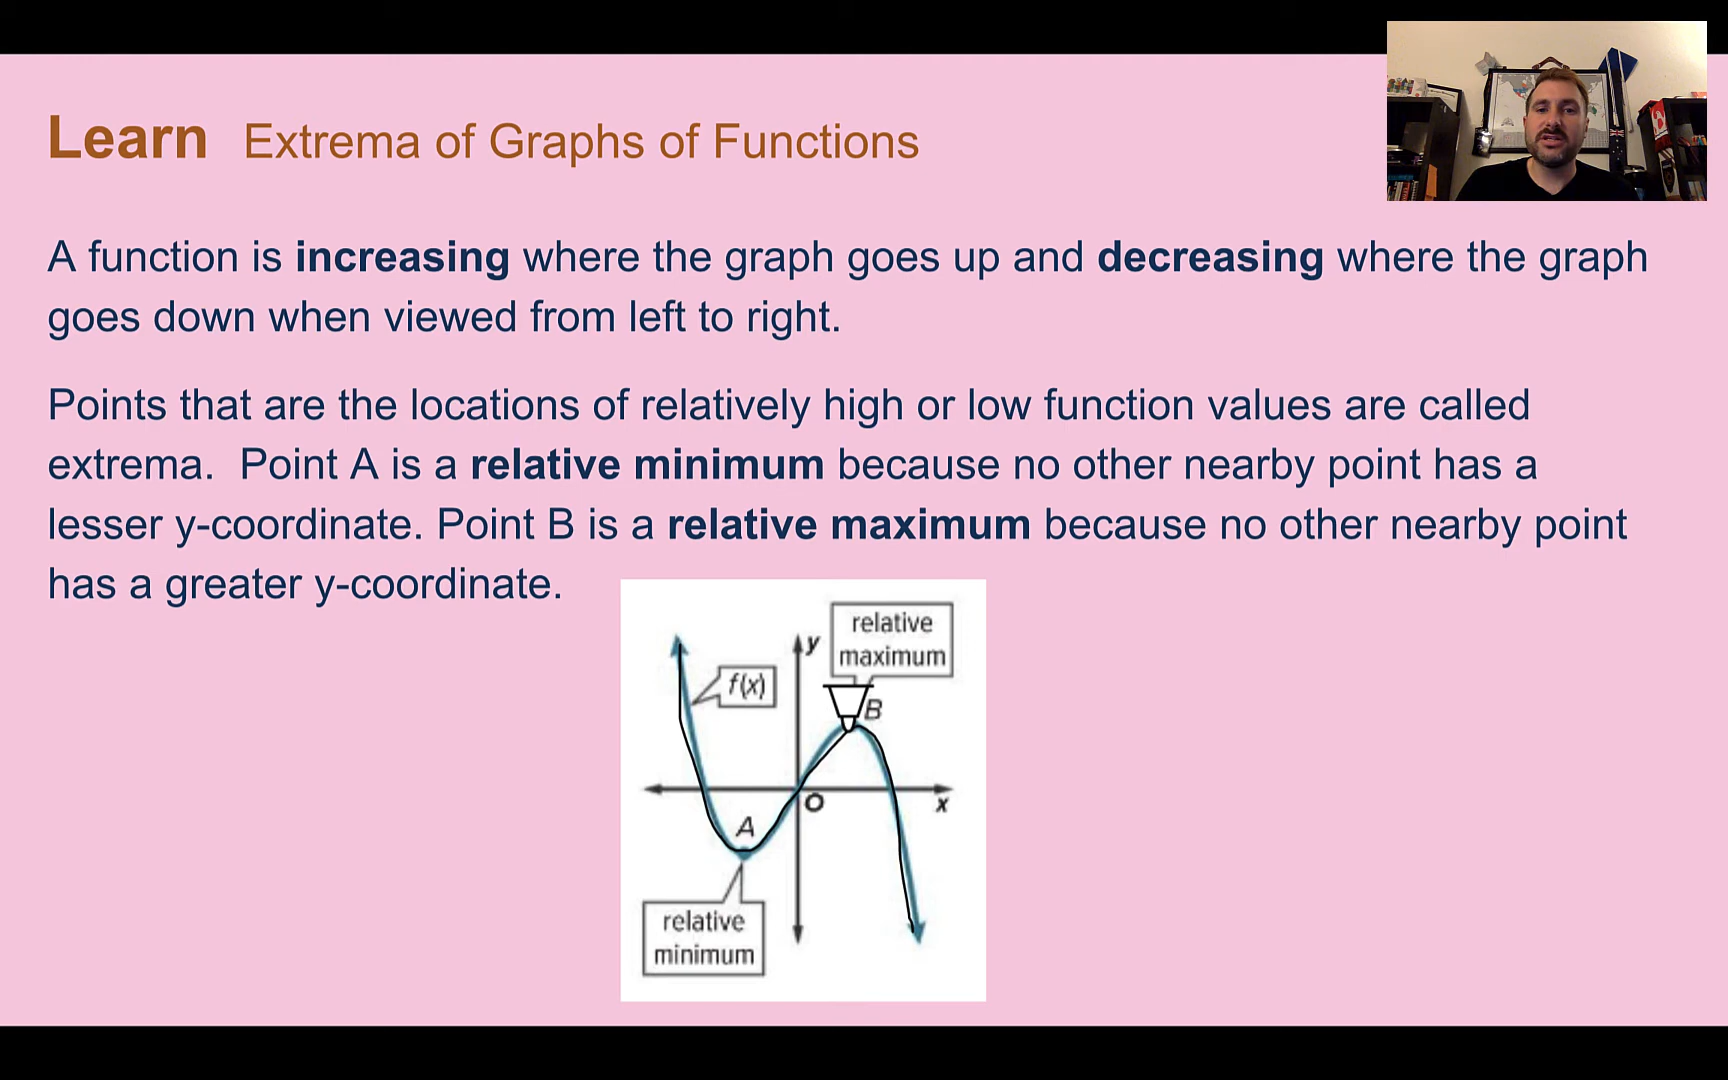 Learn Extrema of Graphs of Functions
A function is increasing where the graph goes up and decreasing where the graph
goes down when viewed from left to right.
Points that are the locations of relatively high or low function values are called
extrema. Point A is a relative minimum because no other nearby point has a
lesser y-coordinate. Point B is a relative maximum because no other nearby point
has a greater y-coordinate.
relative
maximum
y
f(x)
B
O
x
A
relative
minimum